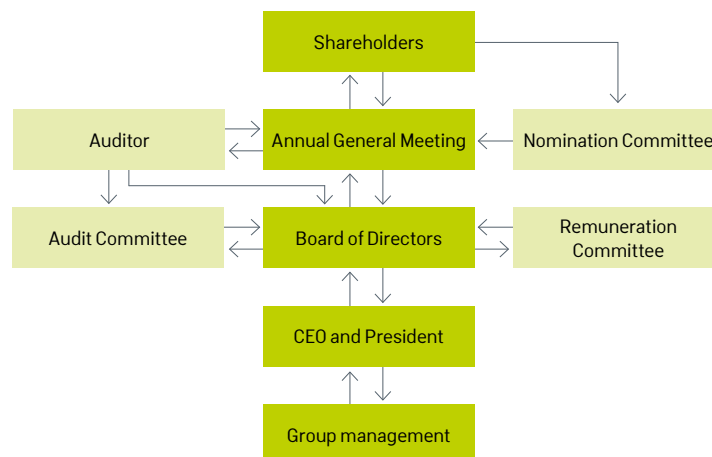 Shareholders
Auditor
Annual General Meeting
Nomination Committee
Audit Committee
Board of Directors
Remuneration
Committee
CEO and President
Group management